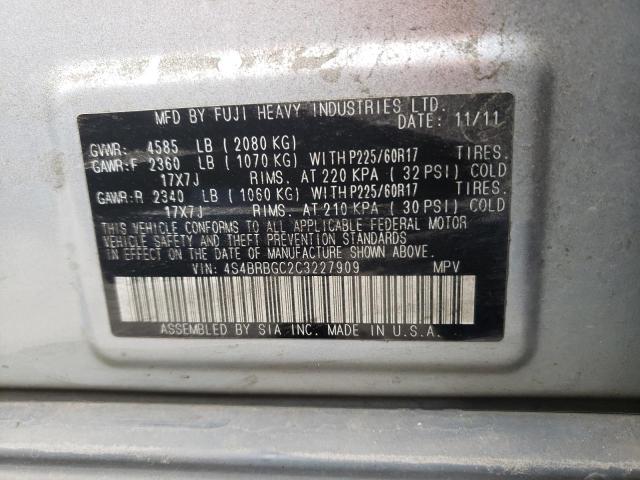 MFD BY FUJI HEAVY INDUSTRIES LTD.
DATE: 11/11
GVWR: 4585 LB ( 2080 KG)
GAWR:F 2360 LB ( 1070 KG) WITH P225/60R17 TIRES.
17X7J RIMS. AT 220 KPA ( 32 PSI) COLD
GAWR:R 2340 LB ( 1060 KG) WITH P225/60R17 TIRES.
17X7J RIMS. AT 210 KPA ( 30 PSI) COLD
THIS VEHICLE CONFORMS TO ALL APPLICABLE FEDERAL MOTOR
VEHICLE SAFETY AND THEFT PREVENTION STANDARDS
IN EFFECT ON THE DATE OF MANUFACTURE SHOWN ABOVE.
VIN: 4S4BRBGC2C3227909 MPV
ASSEMBLED BY SIA INC. MADE IN U.S.A.